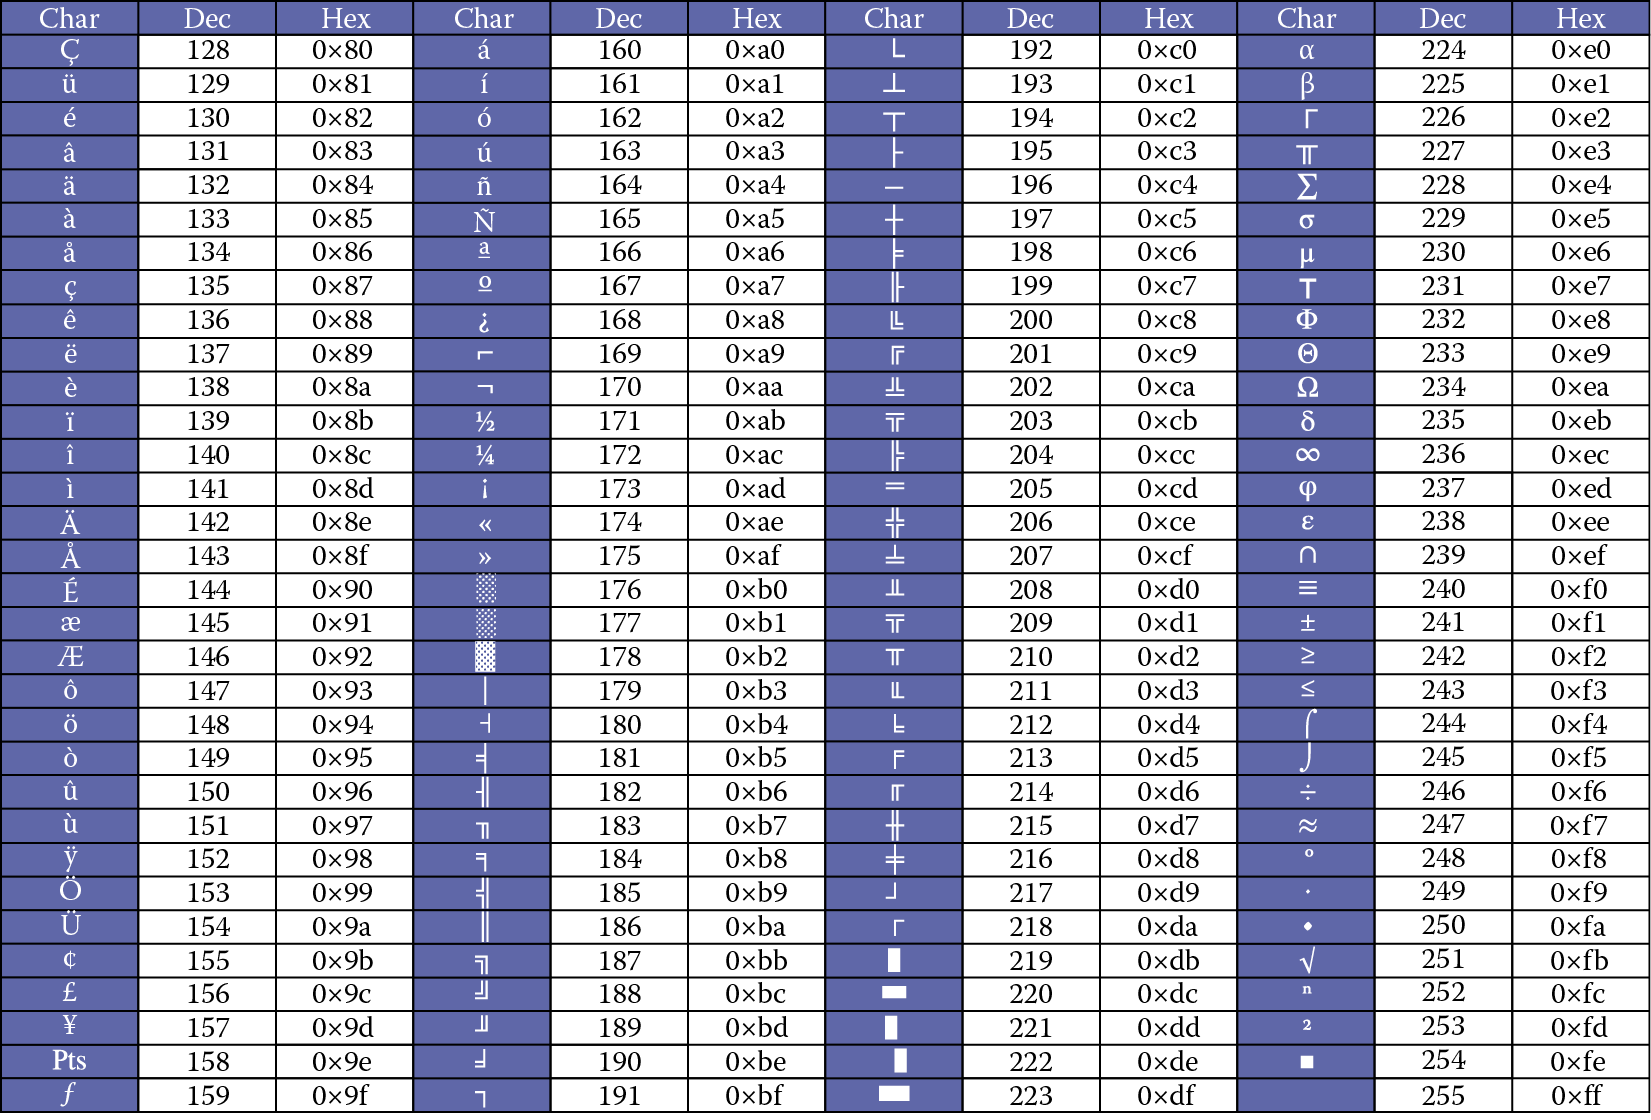 Char Dec Hex Char Dec Hex Char Dec Hex Char Dec Hex
Ç 128 0×80 á 160 0×a0 └ 192 0×c0 α 224 0×e0
ü 129 0×81 í 161 0×a1 ┴ 193 0×c1 β 225 0×e1
é 130 0×82 ó 162 0×a2 ┬ 194 0×c2 Γ 226 0×e2
â 131 0×83 ú 163 0×a3 ├ 195 0×c3 ╥ 227 0×e3
ä 132 0×84 ñ 164 0×a4 ─ 196 0×c4 Σ 228 0×e4
à 133 0×85 Ñ 165 0×a5 ┼ 197 0×c5 σ 229 0×e5
å 134 0×86 ª 166 0×a6 ╞ 198 0×c6 µ 230 0×e6
ç 135 0×87 º 167 0×a7 ╟ 199 0×c7 T 231 0×e7
ê 136 0×88 ¿ 168 0×a8 ╚ 200 0×c8 Φ 232 0×e8
ë 137 0×89 ⌐ 169 0×a9 ╔ 201 0×c9 Θ 233 0×e9
è 138 0×8a ¬ 170 0×aa ╩ 202 0×ca Ω 234 0×ea
ï 139 0×8b ½ 171 0×ab ╦ 203 0×cb δ 235 0×eb
î 140 0×8c ¼ 172 0×ac ╠ 204 0×cc ∞ 236 0×ec
ì 141 0×8d ¡ 173 0×ad ═ 205 0×cd φ 237 0×ed
Ä 142 0×8e « 174 0×ae ╬ 206 0×ce ε 238 0×ee
Å 143 0×8f » 175 0×af ╧ 207 0×cf ∩ 239 0×ef
É 144 0×90 ░ 176 0×b0 ╨ 208 0×d0 ≡ 240 0×f0
æ 145 0×91 ▒ 177 0×b1 ╦ 209 0×d1 ± 241 0×f1
Æ 146 0×92 ▓ 178 0×b2 ╥ 210 0×d2 ≥ 242 0×f2
ô 147 0×93 │ 179 0×b3 ╙ 211 0×d3 ≤ 243 0×f3
ö 148 0×94 ┤ 180 0×b4 ╘ 212 0×d4 ⌠ 244 0×f4
ò 149 0×95 ╡ 181 0×b5 ╒ 213 0×d5 ⌡ 245 0×f5
û 150 0×96 ╢ 182 0×b6 ╓ 214 0×d6 ÷ 246 0×f6
ù 151 0×97 ╖ 183 0×b7 ╫ 215 0×d7 ≈ 247 0×f7
ÿ 152 0×98 ╕ 184 0×b8 ╪ 216 0×d8 ° 248 0×f8
Ö 153 0×99 ╣ 185 0×b9 ┘ 217 0×d9 · 249 0×f9
Ü 154 0×9a ║ 186 0×ba ┌ 218 0×da • 250 0×fa
¢ 155 0×9b ╗ 187 0×bb █ 219 0×db √ 251 0×fb
£ 156 0×9c ╝ 188 0×bc ▄ 220 0×dc ⁿ 252 0×fc
¥ 157 0×9d ╜ 189 0×bd ▌ 221 0×dd ² 253 0×fd
Pts 158 0×9e ╛ 190 0×be ▐ 222 0×de ■ 254 0×fe
ƒ 159 0×9f ┐ 191 0×bf ▀ 223 0×df 255 0×ff